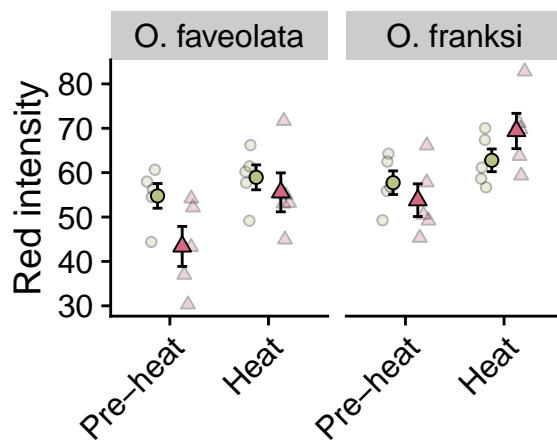 O. faveolata
O. franksi
Red intensity
80
70
60
50
40
30
Pre–heat
Heat
Pre–heat
Heat